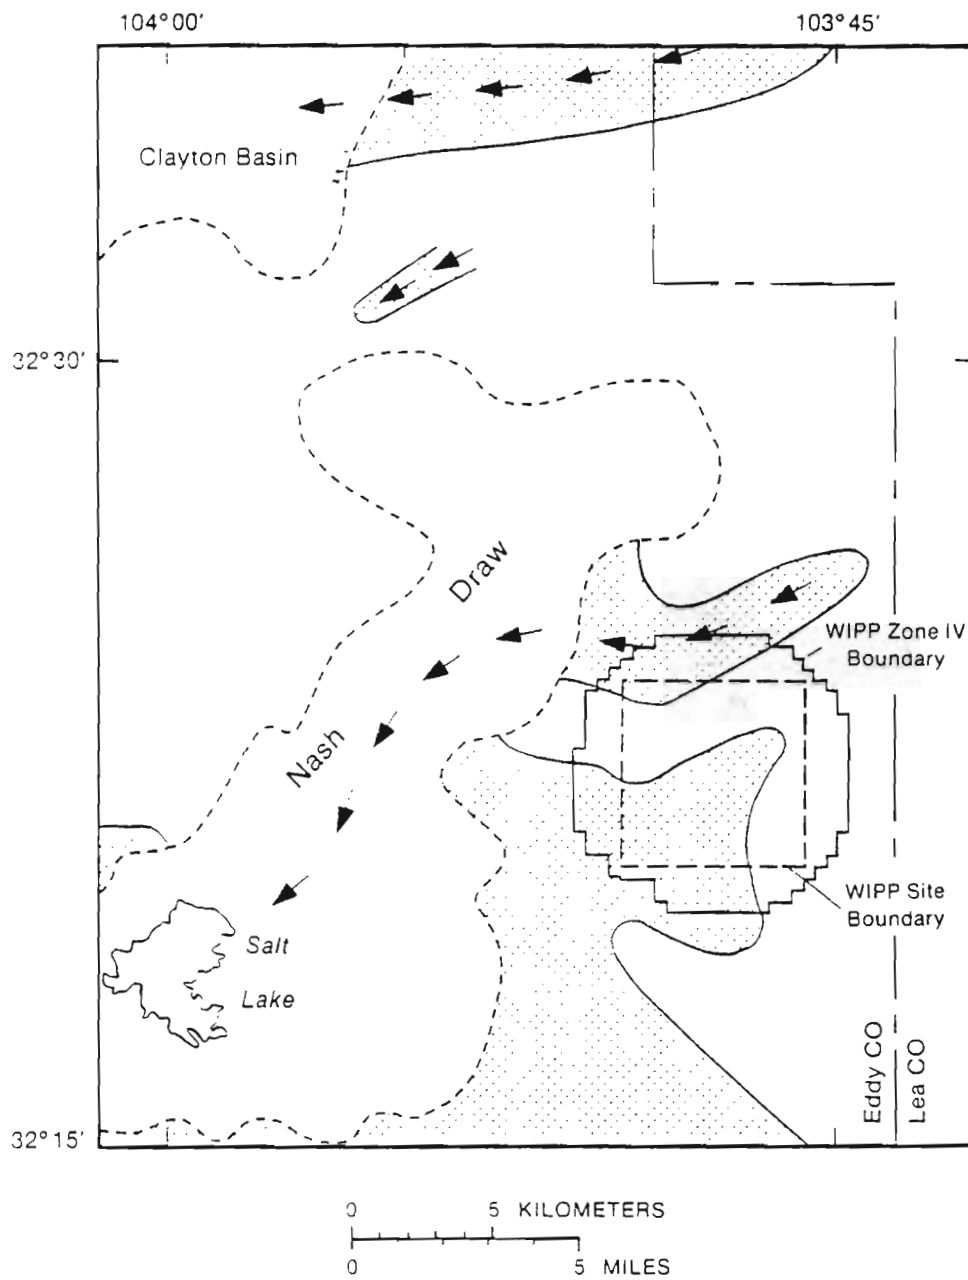 104°00'
103°45'
Clayton Basin
32°30'
Draw
WIPP Zone IV
Boundary
Nash
WIPP Site
Boundary
Salt
Lake
Eddy CO
Lea CO
32°15'
0 5 KILOMETERS
0 5 MILES